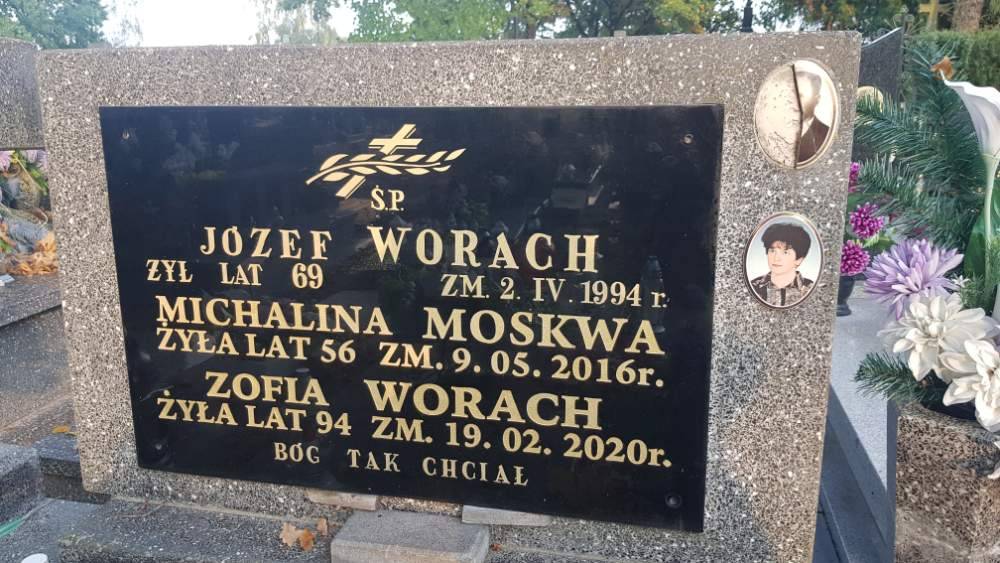 Ś.P.
JÓZEF WORACH
ŻYŁ LAT 69 ZM. 2. IV. 1994 r.
MICHALINA MOSKWA
ŻYŁA LAT 56 ZM. 9. 05. 2016r.
ZOFIA WORACH
ŻYŁA LAT 94 ZM. 19. 02. 2020r.
BÓG TAK CHCIAŁ